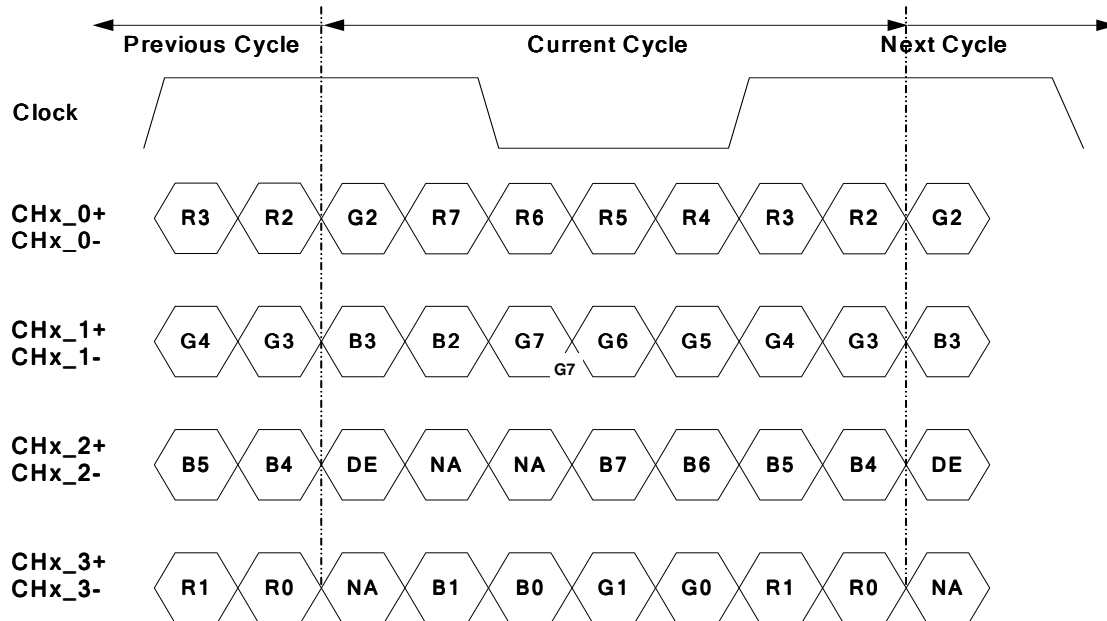 Previous Cycle Current Cycle Next Cycle
Clock
CHx_0+
CHx_0-
R3 R2 G2 R7 R6 R5 R4 R3 R2 G2
CHx_1+
CHx_1-
G4 G3 B3 B2 G7 G6 G5 G4 G3 B3
G7
CHx_2+
CHx_2-
B5 B4 DE NA NA B7 B6 B5 B4 DE
CHx_3+
CHx_3-
R1 R0 NA B1 B0 G1 G0 R1 R0 NA